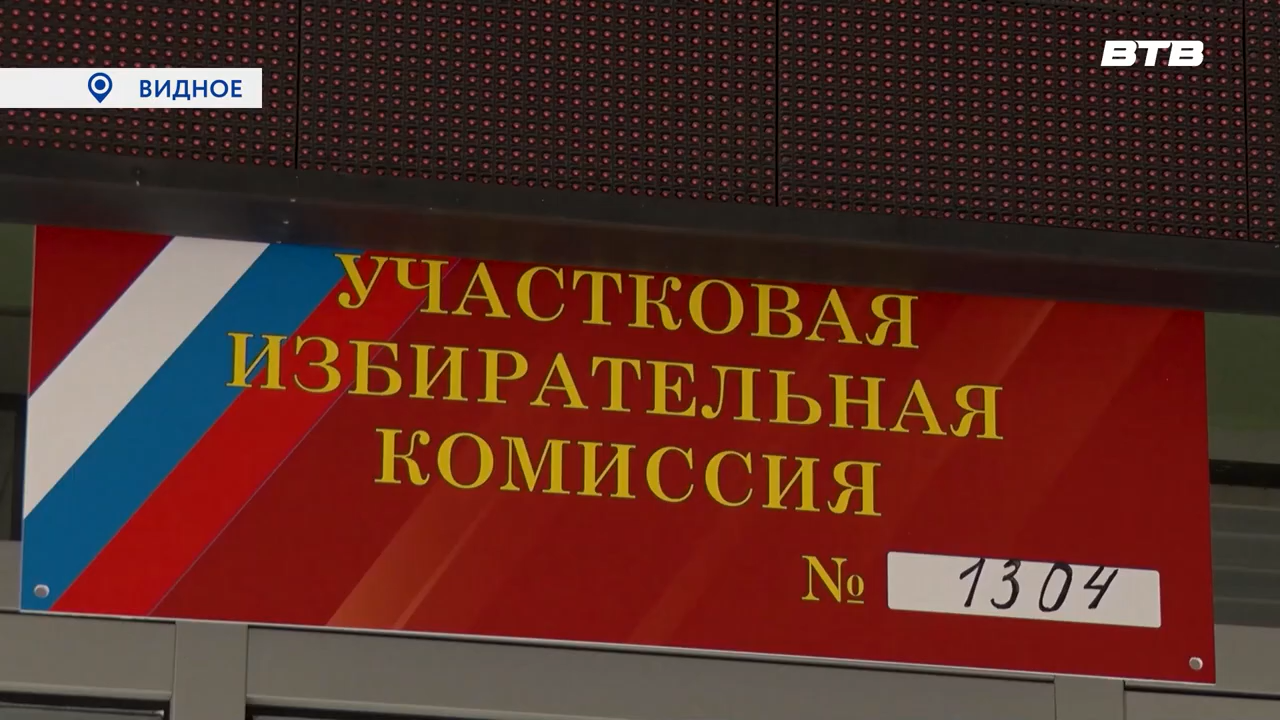 ВТВ
ВИДНОЕ
УЧАСТКОВАЯ
ИЗБИРАТЕЛЬНАЯ
КОМИССИЯ
№ 1304